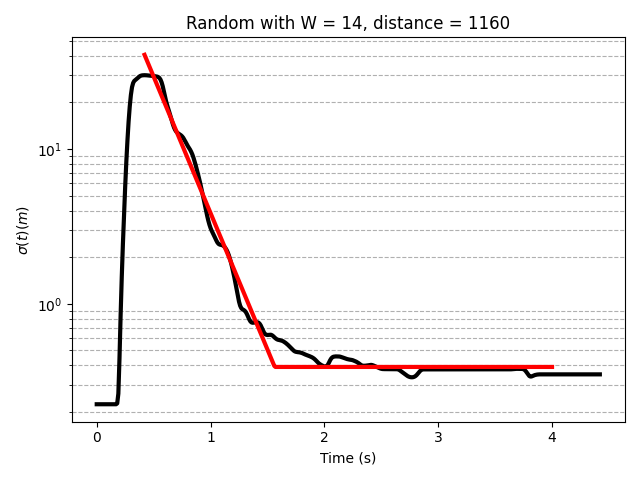 Random with W = 14, distance = 1160
σ(t)(m)
10¹
10⁰
0 1 2 3 4
Time (s)